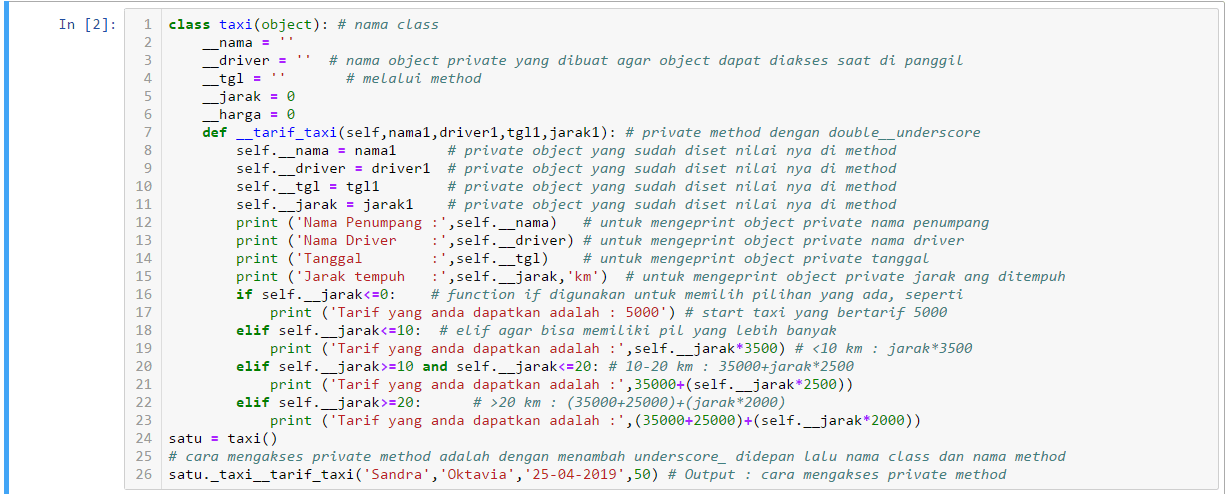 In [2]:
1 class taxi(object): # nama class
2     __nama = ''
3     __driver = ''  # nama object private yang dibuat agar object dapat diakses saat di panggil
4     __tgl = ''       # melalui method
5     __jarak = 0
6     __harga = 0
7     def __tarif_taxi(self,nama1,driver1,tgl1,jarak1): # private method dengan double__underscore
8         self.__nama = nama1      # private object yang sudah diset nilai nya di method
9         self.__driver = driver1  # private object yang sudah diset nilai nya di method
10         self.__tgl = tgl1        # private object yang sudah diset nilai nya di method
11         self.__jarak = jarak1    # private object yang sudah diset nilai nya di method
12         print ('Nama Penumpang :',self.__nama)   # untuk mengeprint object private nama penumpang
13         print ('Nama Driver    :',self.__driver) # untuk mengeprint object private nama driver
14         print ('Tanggal        :',self.__tgl)    # untuk mengeprint object private tanggal
15         print ('Jarak tempuh   :',self.__jarak,'km')  # untuk mengeprint object private jarak ang ditempuh
16         if self.__jarak<=0:    # function if digunakan untuk memilih pilihan yang ada, seperti
17             print ('Tarif yang anda dapatkan adalah : 5000') # start taxi yang bertarif 5000
18         elif self.__jarak<=10:  # elif agar bisa memiliki pil yang lebih banyak
19             print ('Tarif yang anda dapatkan adalah :',self.__jarak*3500) # <10 km : jarak*3500
20         elif self.__jarak>=10 and self.__jarak<=20: # 10-20 km : 35000+jarak*2500
21             print ('Tarif yang anda dapatkan adalah :',35000+(self.__jarak*2500))
22         elif self.__jarak>=20:      # >20 km : (35000+25000)+(jarak*2000)
23             print ('Tarif yang anda dapatkan adalah :',(35000+25000)+(self.__jarak*2000))
24 satu = taxi()
25 # cara mengakses private method adalah dengan menambah underscore_ didepan lalu nama class dan nama method
26 satu._taxi__tarif_taxi('Sandra','Oktavia','25-04-2019',50) # Output : cara mengakses private method